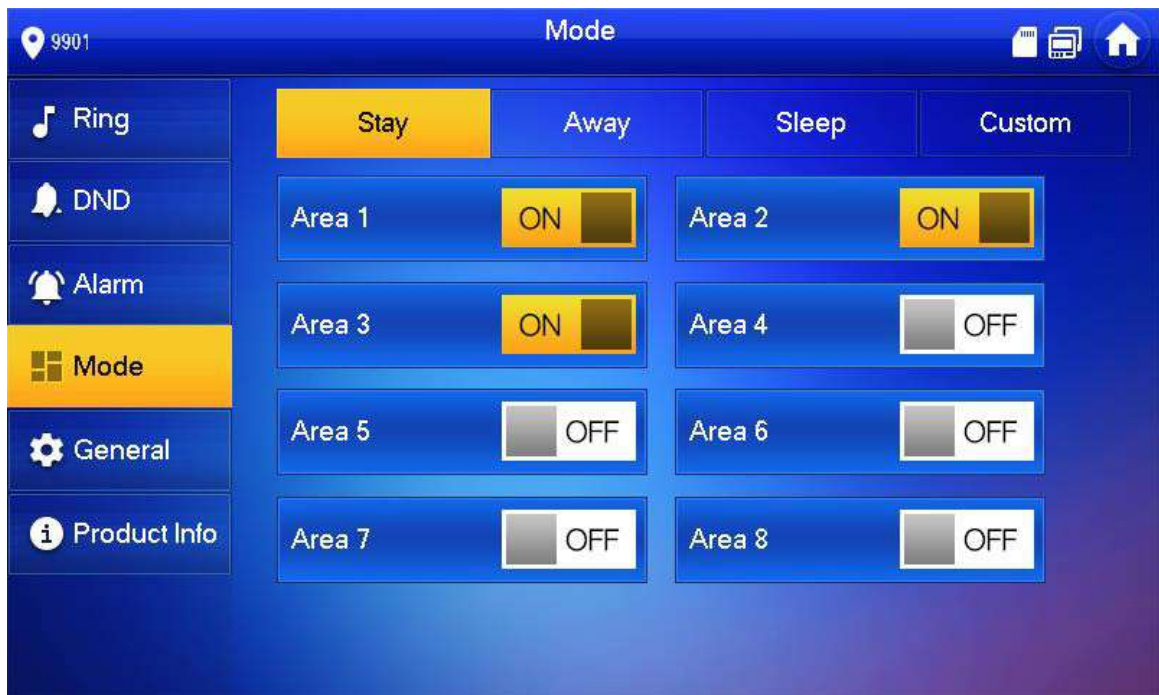 9901
Mode
Ring
DND
Alarm
Mode
General
Product Info
Stay Away Sleep Custom
Area 1 ON Area 2 ON
Area 3 ON Area 4 OFF
Area 5 OFF Area 6 OFF
Area 7 OFF Area 8 OFF